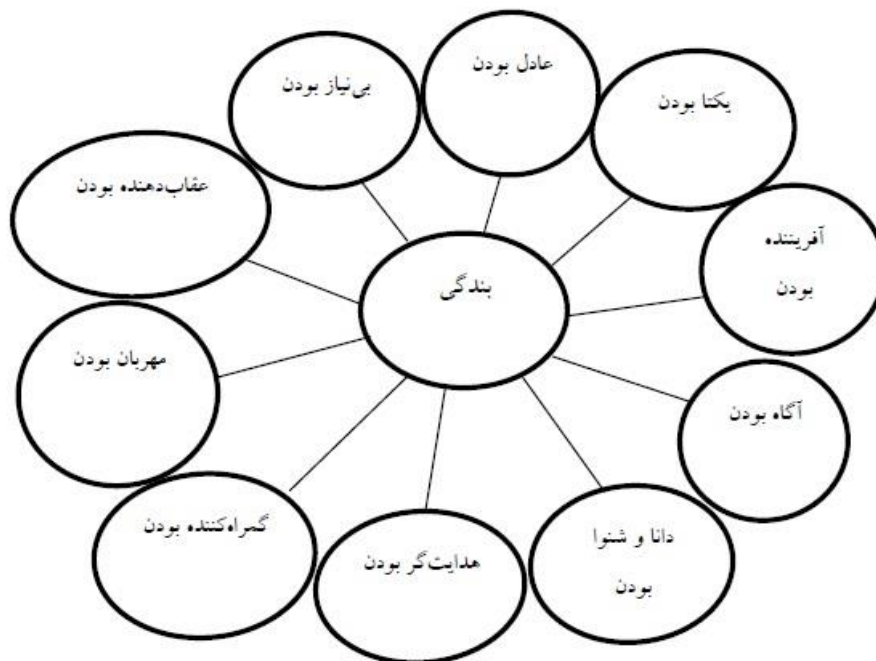 عادل بودن
بی‌نیاز بودن
یکتا بودن
عقاب‌دهنده بودن
آفریننده
بودن
بندگی
مهربان بودن
آگاه بودن
گمراه‌کننده بودن
هدایت‌گر بودن
دانا و شنوا
بودن